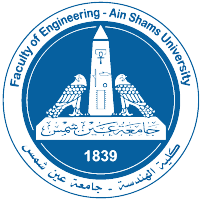 Faculty of Engineering - Ain Shams University
جامعة عين شمس
1839
كلية الهندسة - جامعة عين شمس